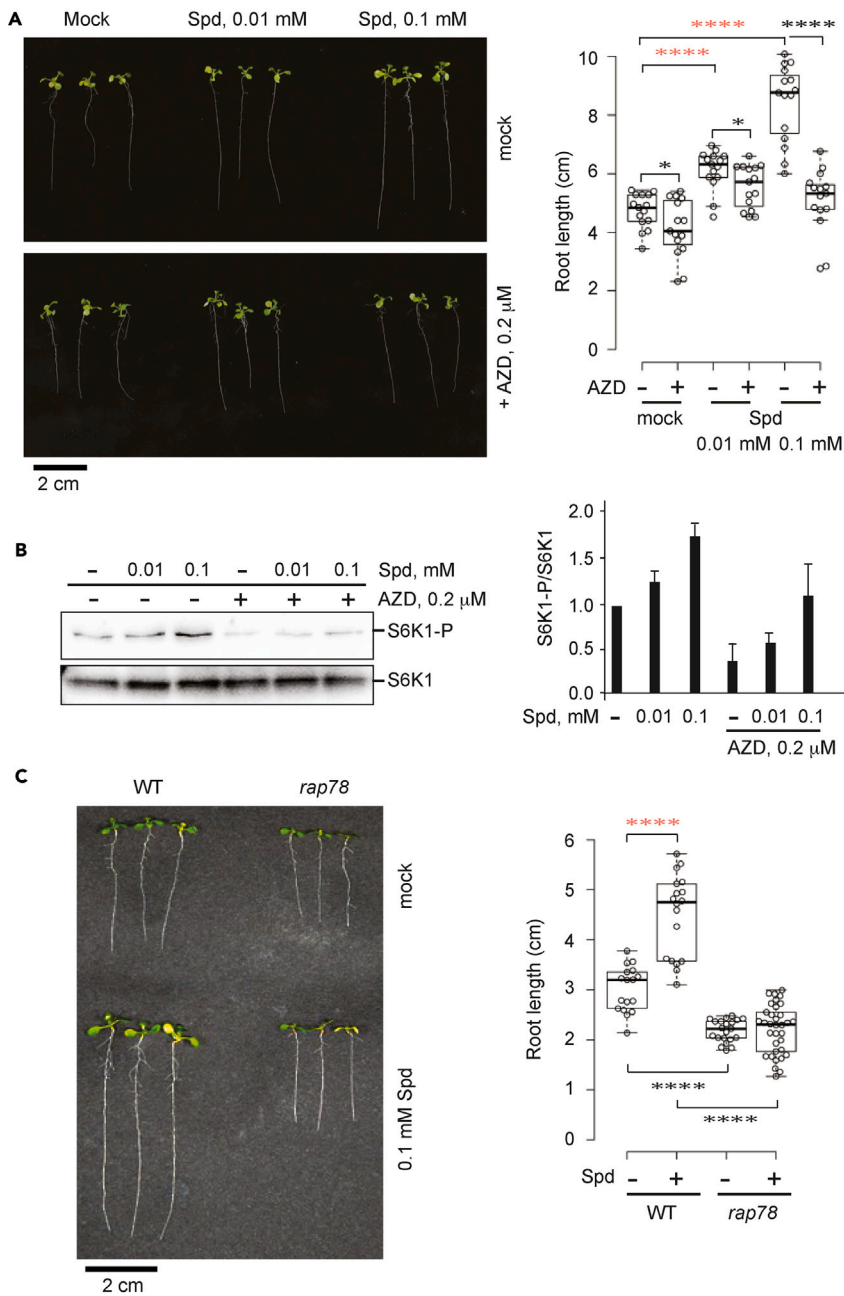 A
Mock Spd, 0.01 mM Spd, 0.1 mM
mock
+ AZD, 0.2 µM
2 cm
**** ****
****
*
*
Root length (cm)
10
8
6
4
2
0
AZD - + - + - +
mock Spd
0.01 mM 0.1 mM
B
- 0.01 0.1 - 0.01 0.1 Spd, mM
- - - + + + AZD, 0.2 µM
S6K1-P
S6K1
S6K1-P/S6K1
2.0
1.5
1.0
0.5
0.0
Spd, mM - 0.01 0.1 - 0.01 0.1
AZD, 0.2 µM
C
WT rap78
mock
0.1 mM Spd
2 cm
****
Root length (cm)
6
5
4
3
2
1
0
****
****
Spd - + - +
WT rap78